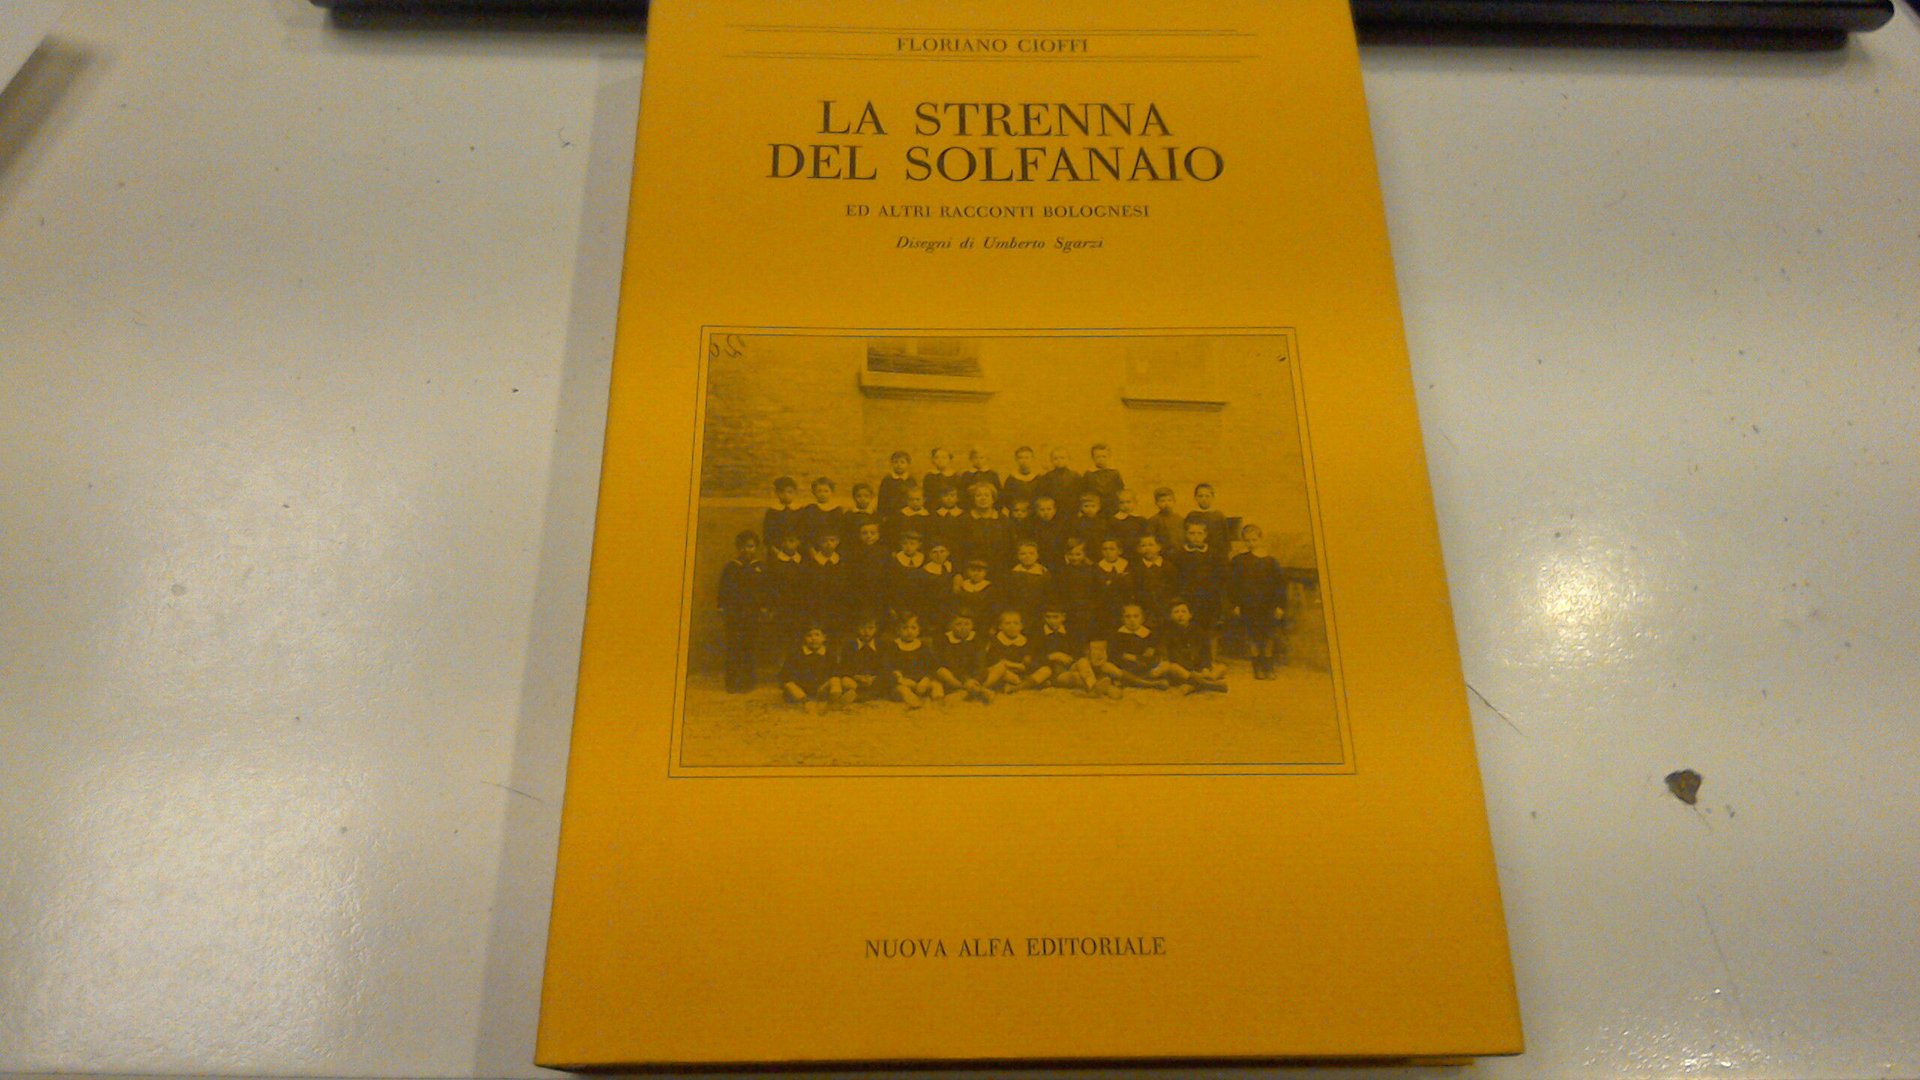 FLORIANO CIOFFI
LA STRENNA
DEL SOLFANAIO
ED ALTRI RACCONTI BOLOGNESI
Disegni di Umberto Sgarzi
NUOVA ALFA EDITORIALE